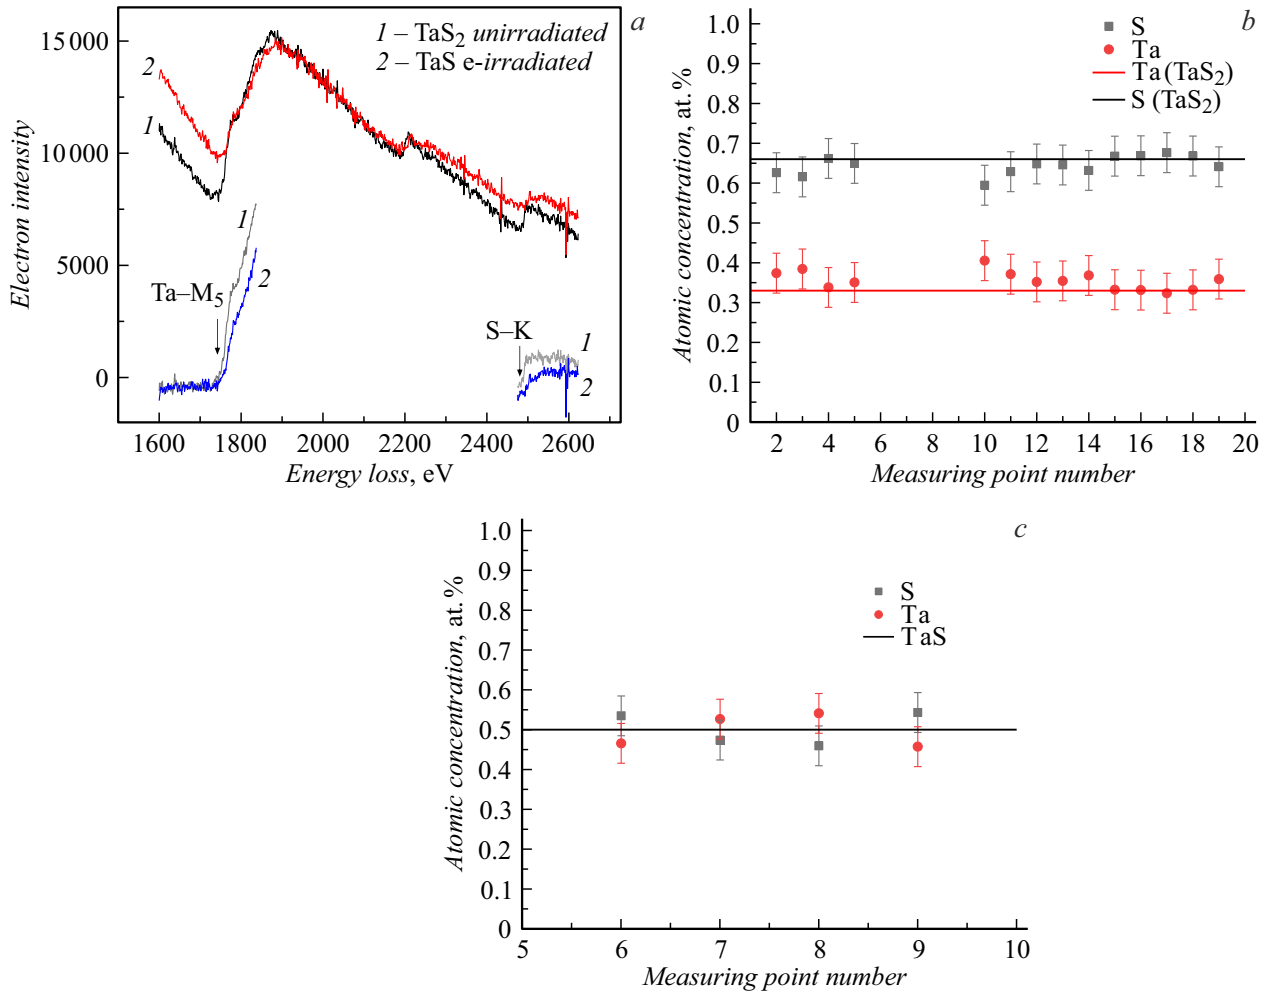 a
1 – TaS2 unirradiated
2 – TaS e-irradiated
15 000
10 000
5000
0
Electron intensity
2
1
1
2
Ta–M5
S–K
1
2
1600
1800
2000
2200
2400
2600
Energy loss, eV
b
S
Ta
Ta (TaS2)
S (TaS2)
1.0
0.9
0.8
0.7
0.6
0.5
0.4
0.3
0.2
0.1
0
Atomic concentration, at.%
2
4
6
8
10
12
14
16
18
20
Measuring point number
c
S
Ta
TaS
1.0
0.9
0.8
0.7
0.6
0.5
0.4
0.3
0.2
0.1
0
Atomic concentration, at.%
5
6
7
8
9
10
Measuring point number